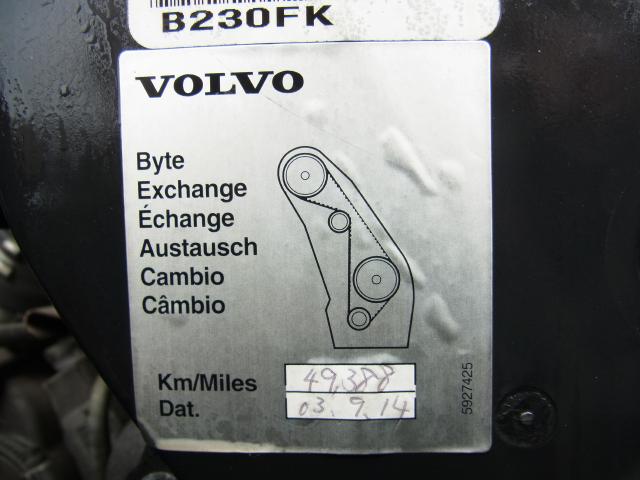 B230FK
VOLVO
Byte
Exchange
Échange
Austausch
Cambio
Câmbio
Km/Miles 49,388
Dat. 03. 9. 14
5927425